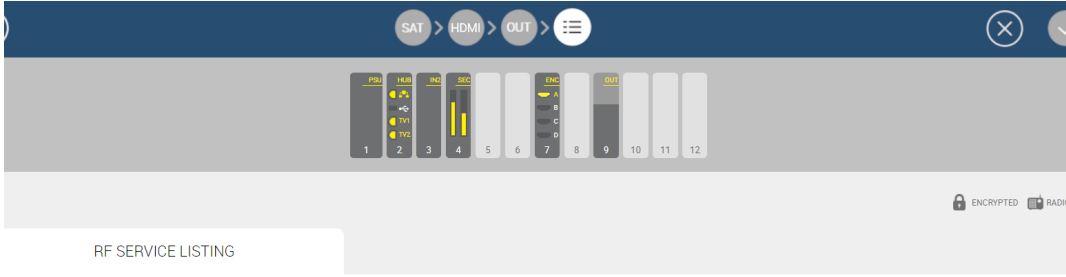 SAT > HDMI > OUT >
PSU HUB IN2 SEC ENC OUT
A
B
TV1 C
TV2 D
1 2 3 4 5 6 7 8 9 10 11 12
ENCRYPTED RADIO
RF SERVICE LISTING